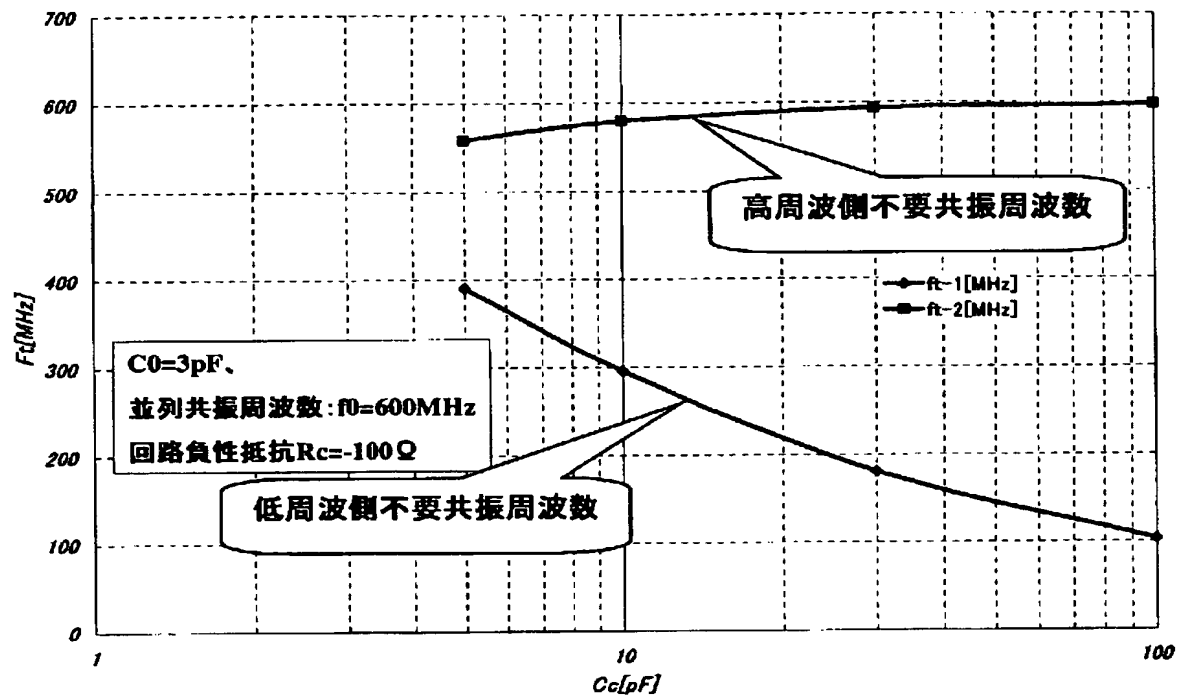 700
600
500
400
300
200
100
0
Ft[MHz]
高周波側不要共振周波数
ft-1[MHz]
ft-2[MHz]
C0=3pF、
並列共振周波数:f0=600MHz
回路負性抵抗Rc=-100Ω
低周波側不要共振周波数
1
10
100
Cc[pF]